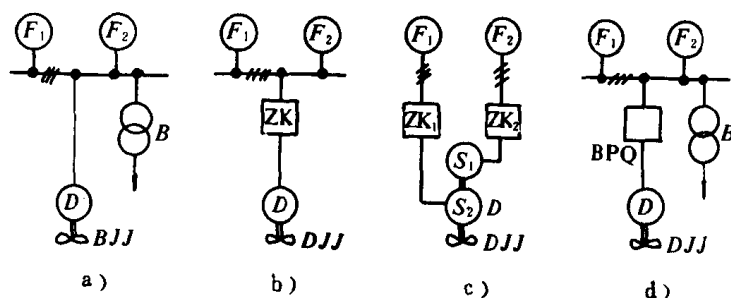 F1 F2 F1 F2 F1 F2 F1 F2
ZK ZK1 ZK2
B BPQ B
S1
D D S2 D D
BJJ DJJ DJJ DJJ
a) b) c) d)